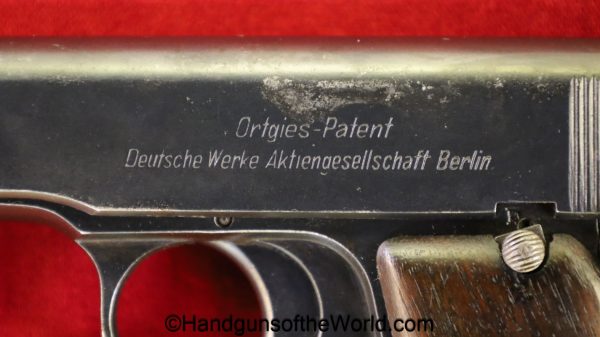 Ortgies-Patent
Deutsche Werke Aktiengesellschaft Berlin
©HandgunsoftheWorld.com